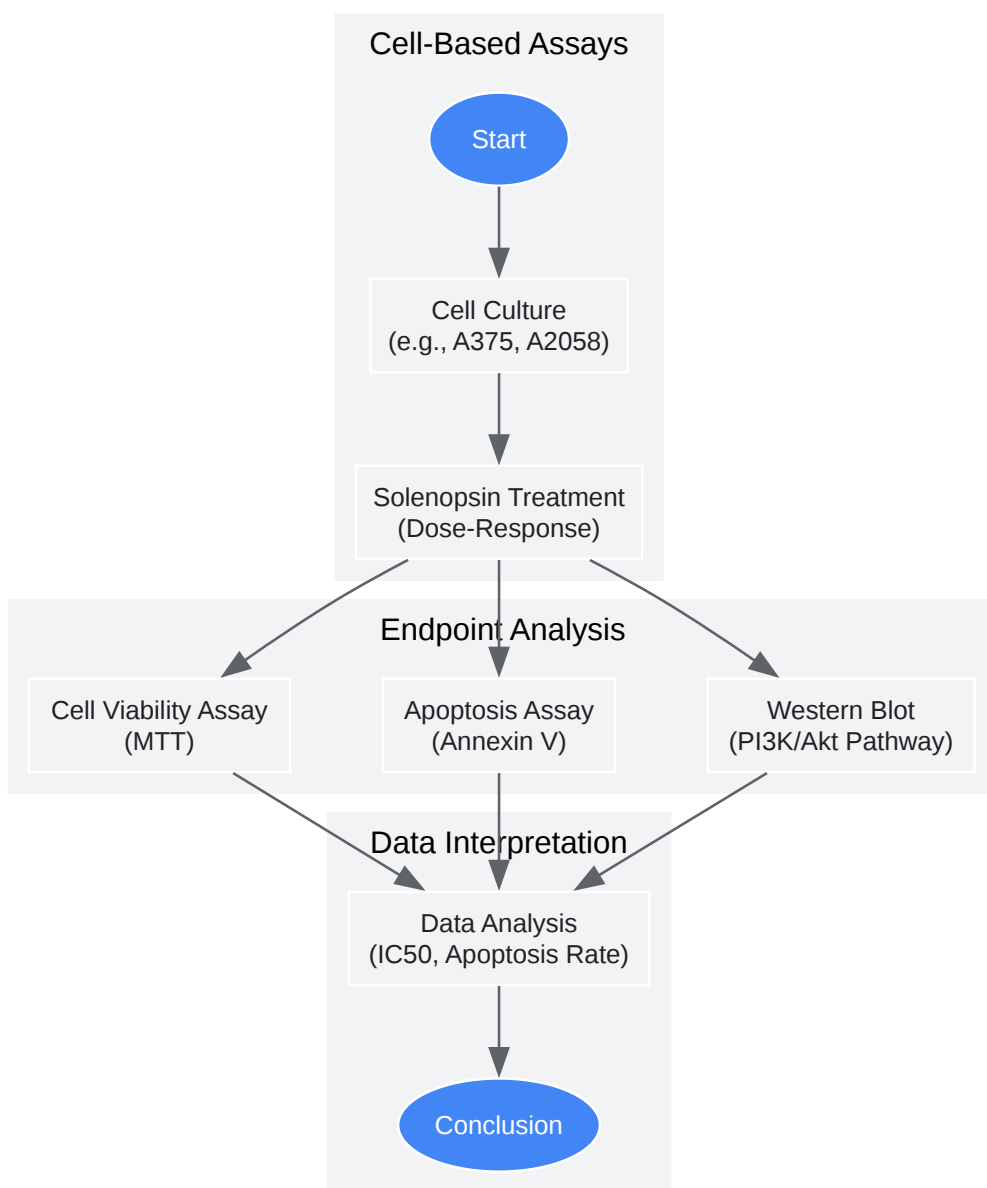 Cell-Based Assays
Start
Cell Culture
(e.g., A375, A2058)
Solenopsin Treatment
(Dose-Response)
Endpoint Analysis
Cell Viability Assay
(MTT)
Apoptosis Assay
(Annexin V)
Western Blot
(PI3K/Akt Pathway)
Data Interpretation
Data Analysis
(IC50, Apoptosis Rate)
Conclusion